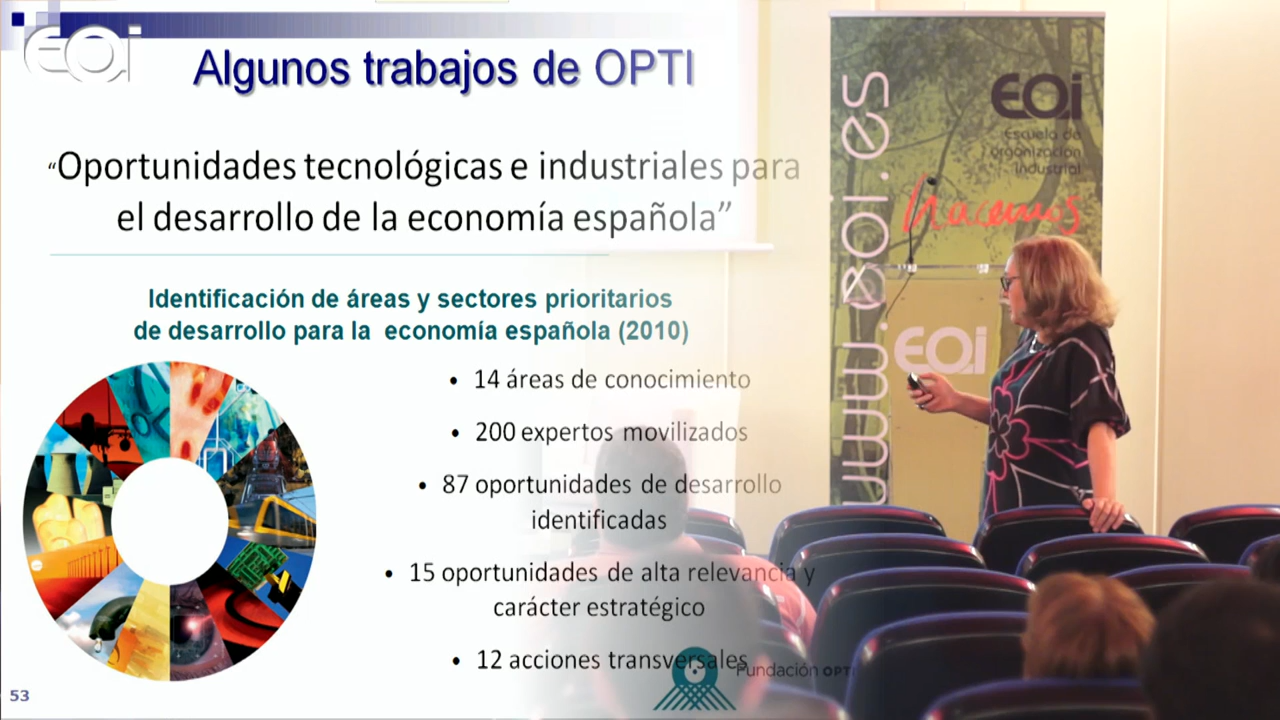 EOi
Algunos trabajos de OPTI
“Oportunidades tecnológicas e industriales para
el desarrollo de la economía española”
Identificación de áreas y sectores prioritarios
de desarrollo para la economía española (2010)
• 14 áreas de conocimiento
• 200 expertos movilizados
• 87 oportunidades de desarrollo
identificadas
• 15 oportunidades de alta relevancia y
carácter estratégico
• 12 acciones transversales
Fundación OPTI
53
www.eoi.es
EOi
Escuela de
organización
industrial
hacemos
EOi